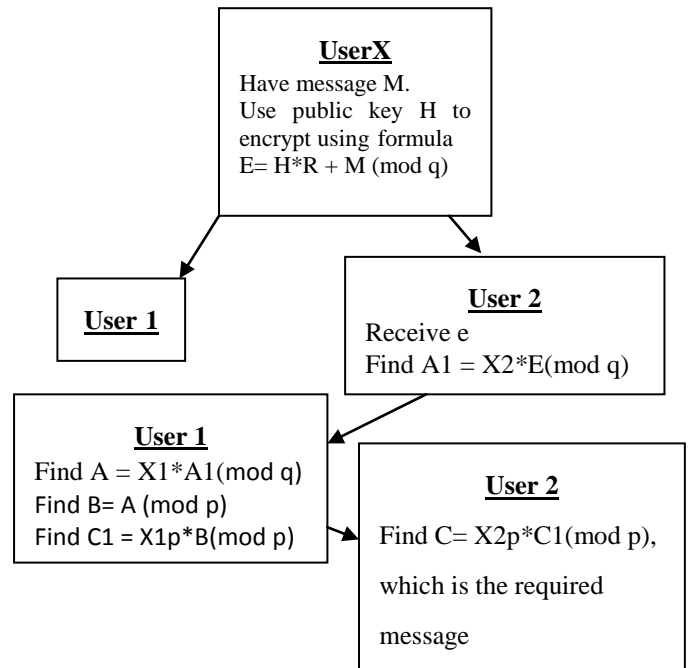 UserX
Have message M.
Use public key H to
encrypt using formula
E= H*R + M (mod q)
User 1
User 2
Receive e
Find A1 = X2*E(mod q)
User 1
Find A = X1*A1(mod q)
Find B= A (mod p)
Find C1 = X1p*B(mod p)
User 2
Find C= X2p*C1(mod p),
which is the required
message